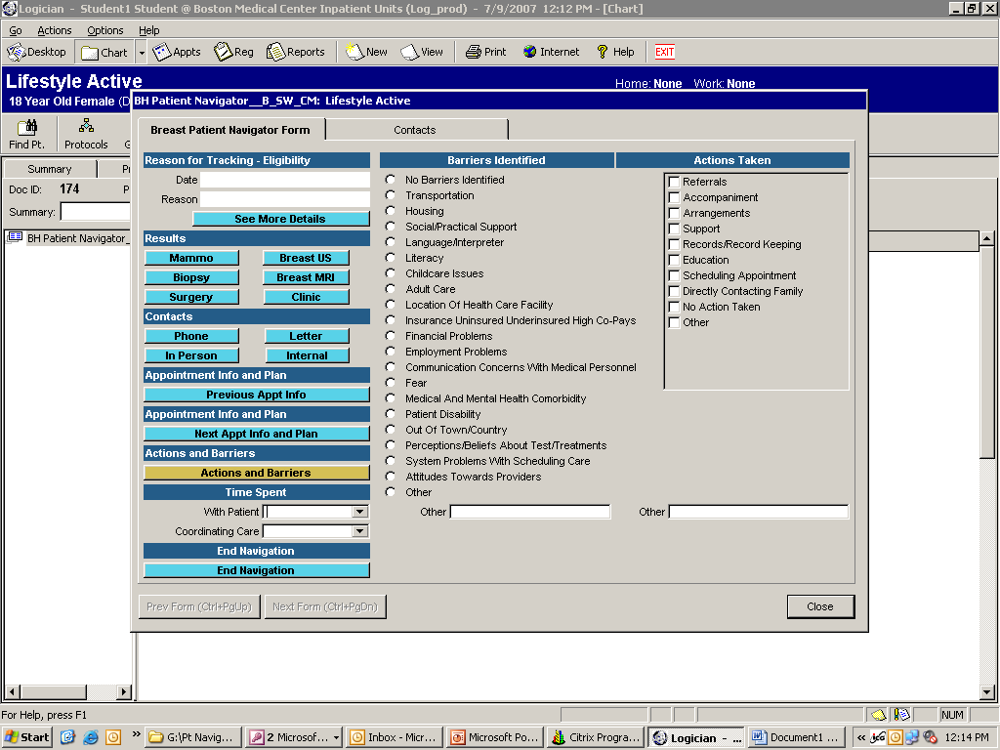 Logician - Student1 Student @ Boston Medical Center Inpatient Units (Log_prod) - 7/9/2007 12:12 PM - [Chart]
Go Actions Options Help
Desktop Chart Appts Reg Reports New View Print Internet Help EXIT
Lifestyle Active
Home: None Work: None
18 Year Old Female (D
BH Patient Navigator__B_SW_CM: Lifestyle Active
Find Pt. Protocols G
Breast Patient Navigator Form Contacts
Summary P
Doc ID: 174 P
Summary:
BH Patient Navigator_
Reason for Tracking - Eligibility
Date
Reason
See More Details
Results
Mammo Breast US
Biopsy Breast MRI
Surgery Clinic
Contacts
Phone Letter
In Person Internal
Appointment Info and Plan
Previous Appt Info
Appointment Info and Plan
Next Appt Info and Plan
Actions and Barriers
Actions and Barriers
Time Spent
With Patient
Coordinating Care
End Navigation
End Navigation
Barriers Identified
No Barriers Identified
Transportation
Housing
Social/Practical Support
Language/Interpreter
Literacy
Childcare Issues
Adult Care
Location Of Health Care Facility
Insurance Uninsured Underinsured High Co-Pays
Financial Problems
Employment Problems
Communication Concerns With Medical Personnel
Fear
Medical And Mental Health Comorbidity
Patient Disability
Out Of Town/Country
Perceptions/Beliefs About Test/Treatments
System Problems With Scheduling Care
Attitudes Towards Providers
Other
Other
Actions Taken
Referrals
Accompaniment
Arrangements
Support
Records/Record Keeping
Education
Scheduling Appointment
Directly Contacting Family
No Action Taken
Other
Other
Prev Form (Ctrl+PgUp) Next Form (Ctrl+PgDn) Close
For Help, press F1 NUM
Start » G:\Pt Navig... 2 Microsof... Inbox - Micr... Microsoft Po... Citrix Progra... Logician - ... Document1 ... « 12:14 PM